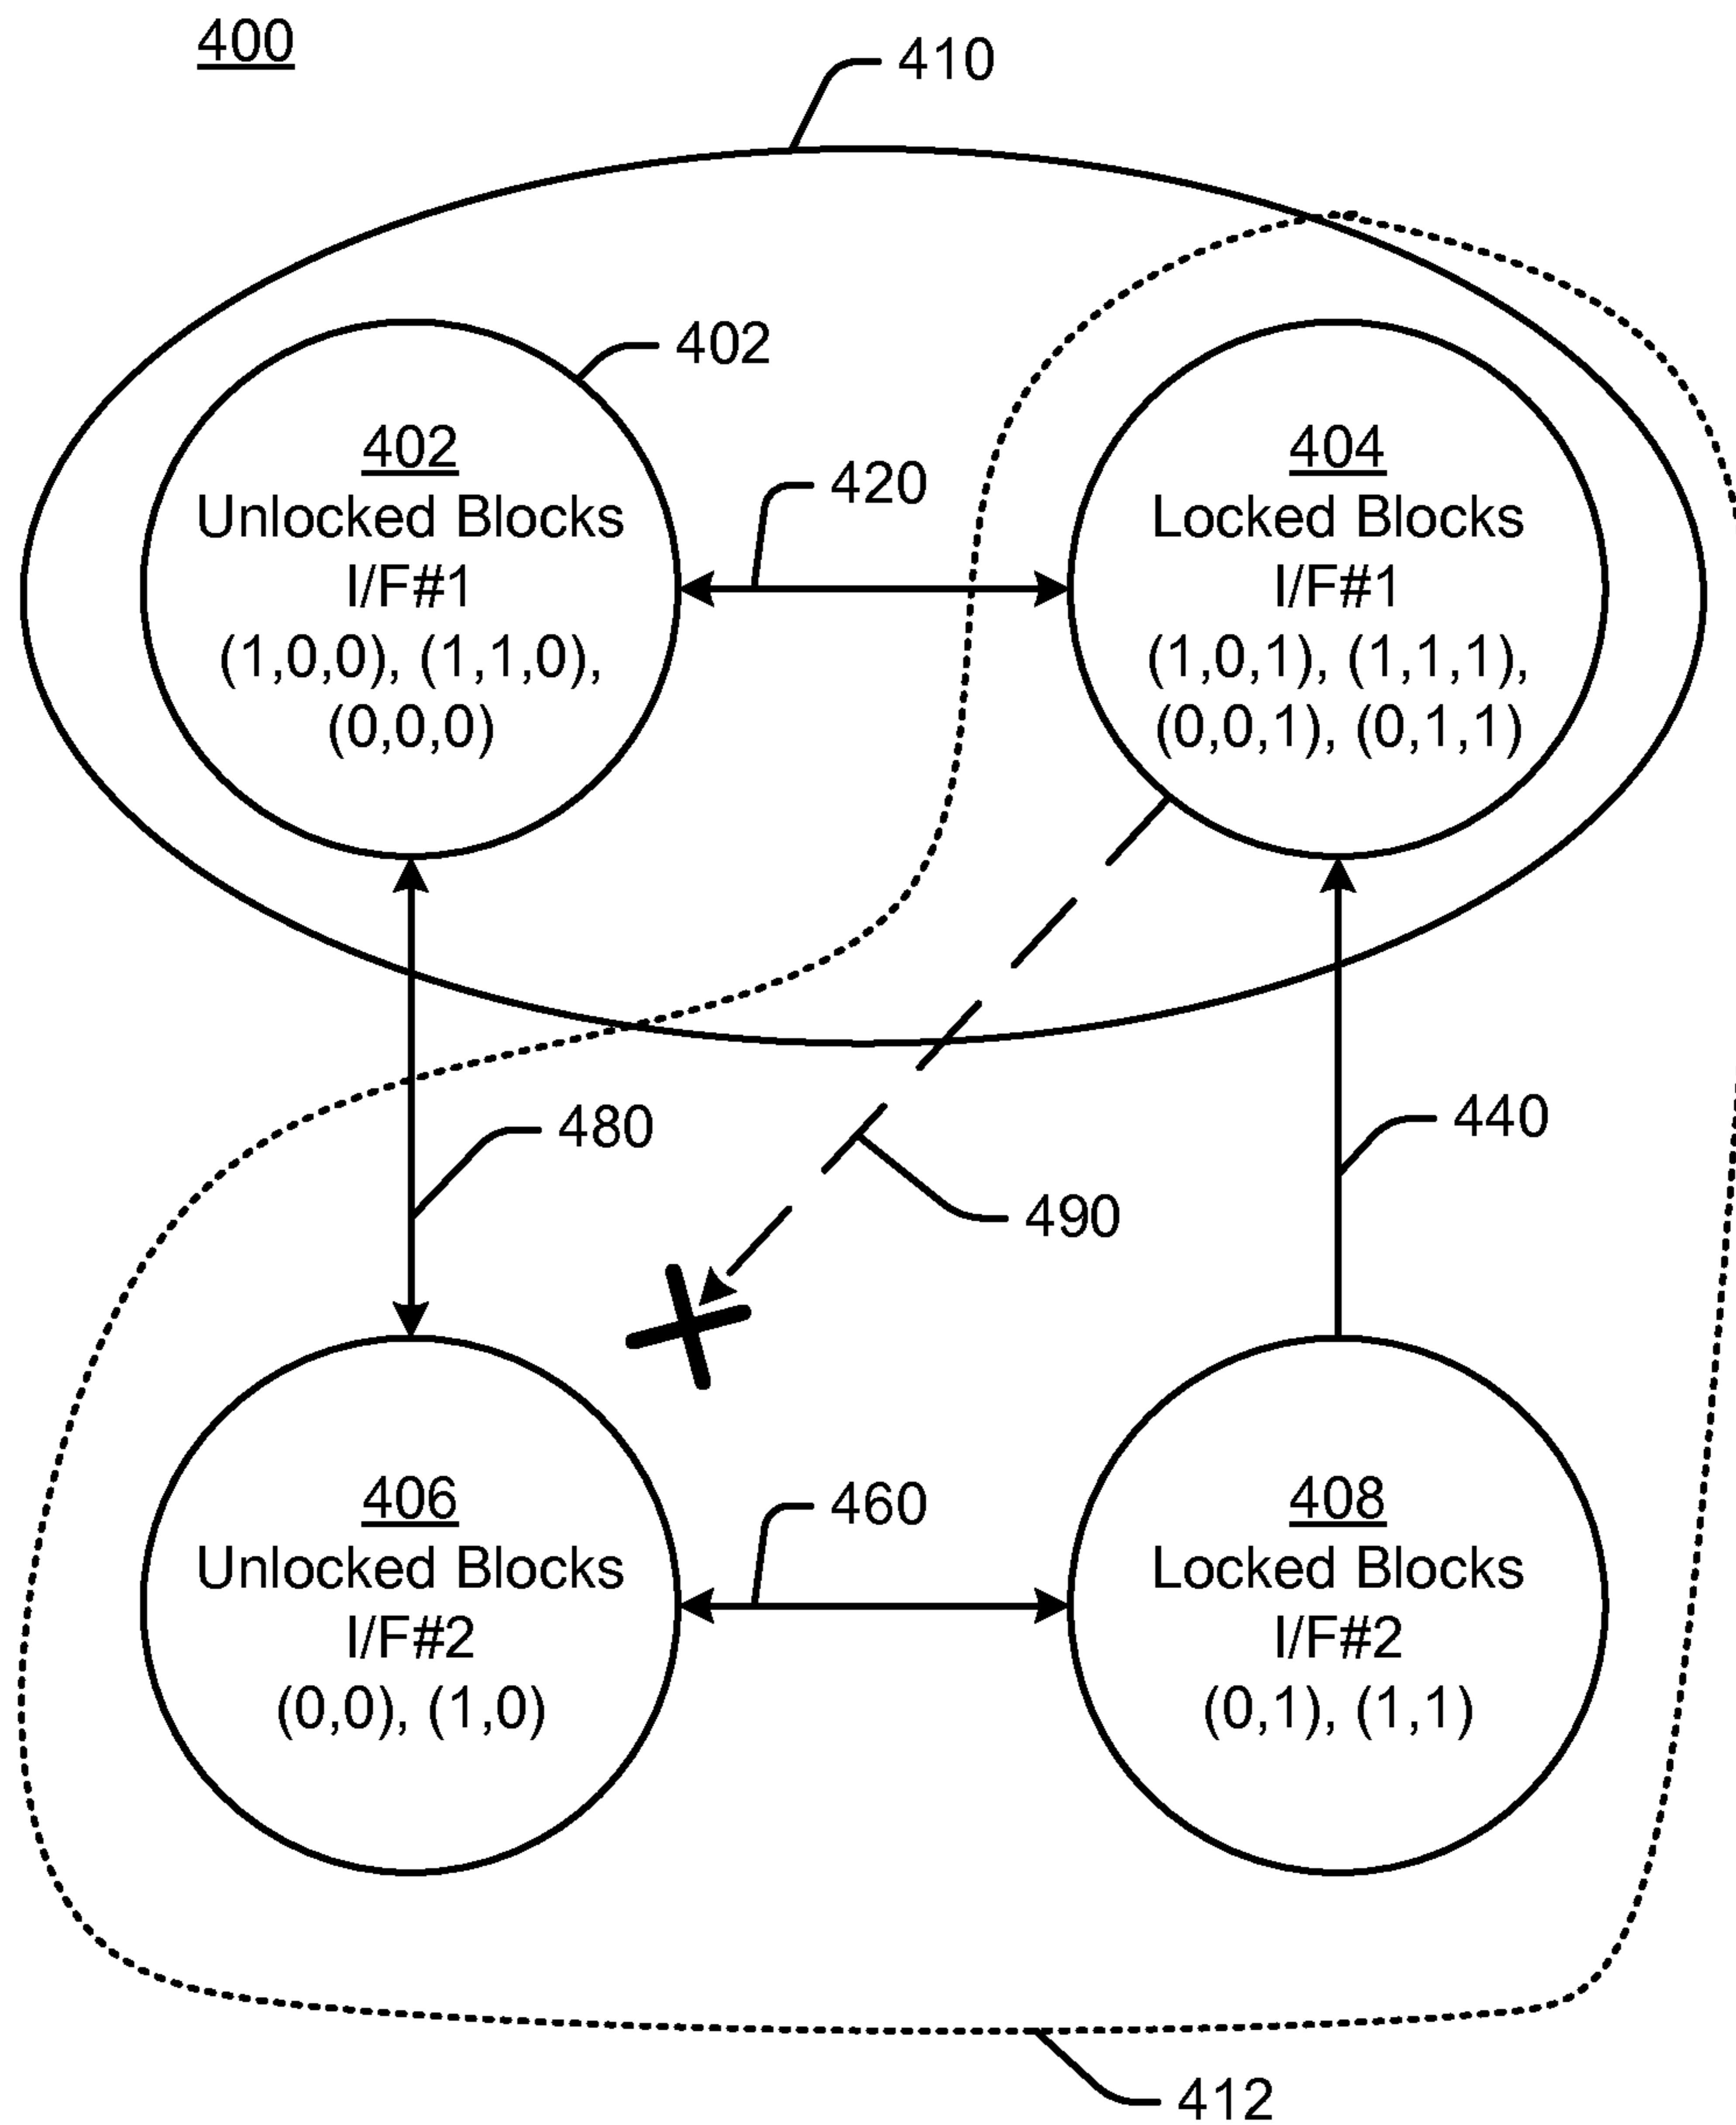 400
410
402
402
Unlocked Blocks
I/F#1
(1,0,0), (1,1,0),
(0,0,0)
420
404
Locked Blocks
I/F#1
(1,0,1), (1,1,1),
(0,0,1), (0,1,1)
480
490
440
406
Unlocked Blocks
I/F#2
(0,0), (1,0)
460
408
Locked Blocks
I/F#2
(0,1), (1,1)
412